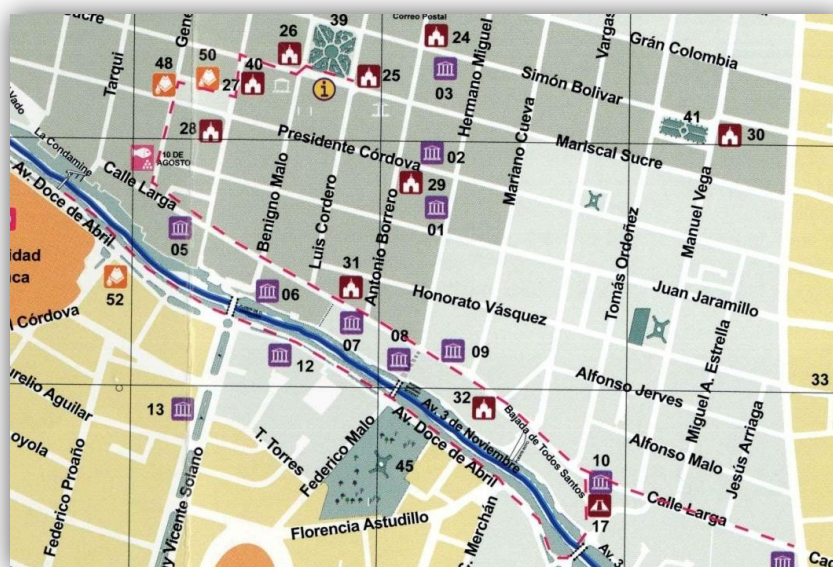 Sucre
Correo Postal
39
26
24
Gran Colombia
48
50
40
27
25
03
Hermano Miguel
Vargas
Simón Bolivar
Tarqui
Vado
La Condamine
28
10 DE
AGOSTO
Presidente Córdova
02
Mariano Cueva
Mariscal Sucre
41
30
Calle Larga
Av. Doce de Abril
05
Benigno Malo
Luis Cordero
Antonio Borrero
29
01
Tomás Ordoñez
Manuel Vega
idad
nca
52
31
06
07
08
09
12
Honorato Vásquez
Juan Jaramillo
Córdova
Miguel A. Estrella
Alfonso Jerves
33
relio Aguilar
13
32
Av. 3 de Noviembre
Av. Doce de Abril
Bajada de Todos Santos
Alfonso Malo
Jesús Arriaga
oyola
Federico Proaño
y Vicente Solano
T. Torres
Federico Malo
45
10
17
Calle Larga
Florencia Astudillo
C. Merchán
Av. 3